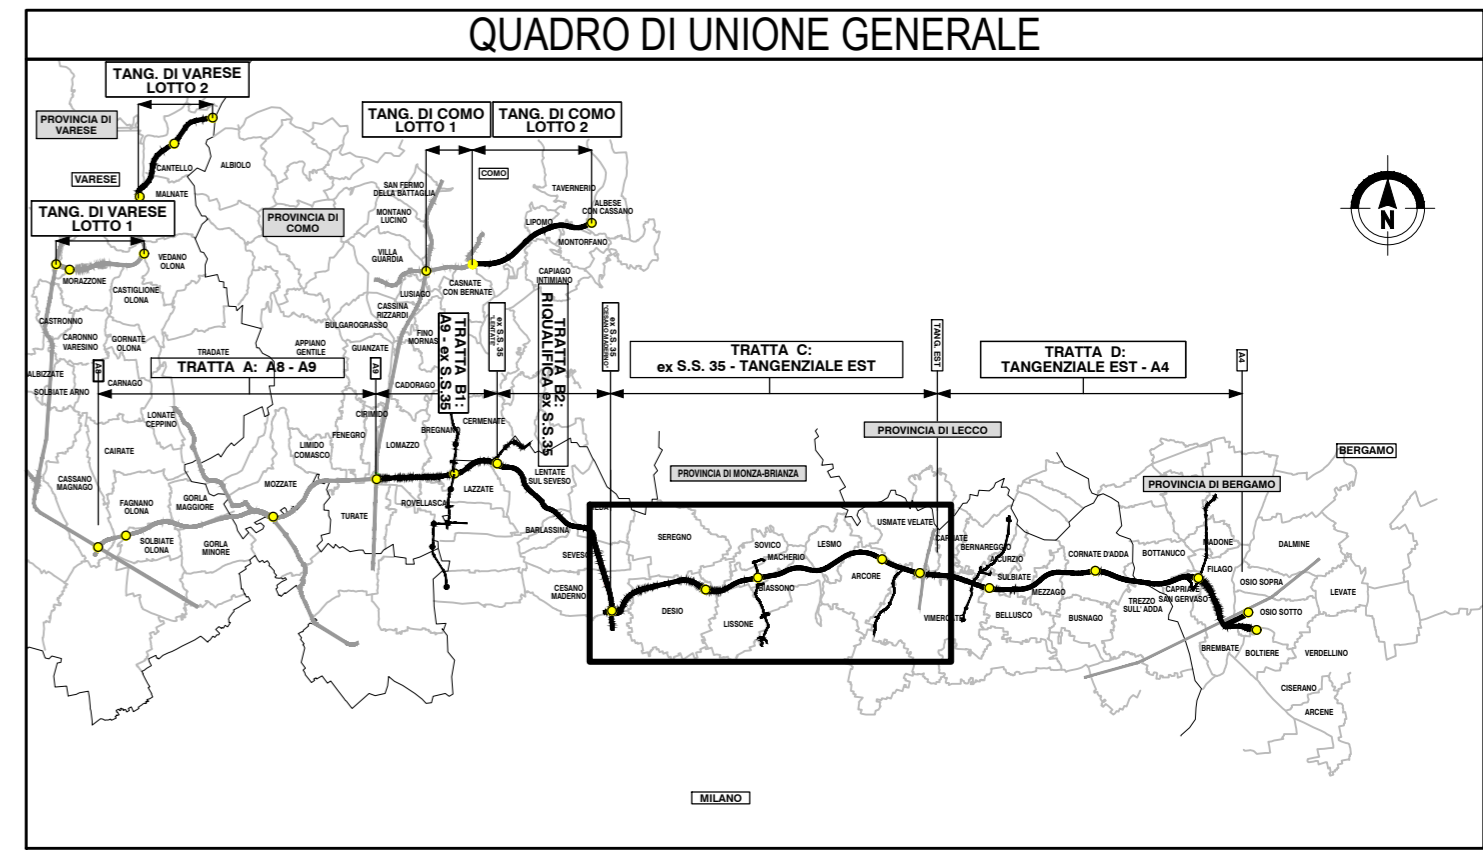 QUADRO DI UNIONE GENERALE
TANG. DI VARESE
LOTTO 2
PROVINCIA DI
VARESE
TANG. DI COMO
LOTTO 1
TANG. DI COMO
LOTTO 2
CANTELLO
ALBIOLO
VARESE
MALNATE
COMO
SAN FERMO
DELLA BATTAGLIA
TAVERNERIO
ALBESE
CON CASSANO
TANG. DI VARESE
LOTTO 1
PROVINCIA DI
COMO
MONTANO
LUCINO
LIPOMO
MONTORFANO
N
VEDANO
OLONA
VILLA
GUARDIA
MORAZZONE
CASTIGLIONE
OLONA
LUSIAGO
CASNATE
CON BERNATE
CAPIAGO
INTIMIANO
CASSINA
RIZZARDI
CASTRONNO
BULGAROGRASSO
CARONNO
VARESINO
GORNATE
OLONA
TRADATE
APPIANO
GENTILE
GUANZATE
FINO
MORNAS
TRATTA B1:
A9 - ex S.S.35
ex S.S. 35
"LENTATE"
TRATTA B2:
RIQUALIFICA ex S.S.35
ex S.S. 35
"CESANO MADERNO"
TRATTA C:
ex S.S. 35 - TANGENZIALE EST
TANG. EST
TRATTA D:
TANGENZIALE EST - A4
A4
A8
TRATTA A: A8 - A9
A9
ALBIZZATE
CARNAGO
SOLBIATE ARNO
CADORAGO
LONATE
CEPPINO
CIRIMIDO
CERMENATE
BREGNANO
FENEGRO
LIMIDO
COMASCO
LOMAZZO
PROVINCIA DI LECCO
CAIRATE
BERGAMO
PROVINCIA DI MONZA-BRIANZA
PROVINCIA DI BERGAMO
CASSANO
MAGNAGO
MOZZATE
LENTATE
SUL SEVESO
LAZZATE
FAGNANO
OLONA
GORLA
MAGGIORE
ROVELLASCA
TURATE
BARLASSINA
USMATE VELATE
SEREGNO
SOVICO
LESMO
MACHERIO
BERNAREGGIO
CORNATE D'ADDA
BOTTANUCO
MADONE
DALMINE
SOLBIATE
OLONA
GORLA
MINORE
SEVESO
FILAGO
SULBIATE
ARCORE
BIASSONO
MEZZAGO
OSIO SOPRA
CESANO
MADERNO
CAPRIATE
SAN GERVASO
LEVATE
DESIO
LISSONE
VIMERCATE
BELLUSCO
BUSNAGO
TREZZO
SULL' ADDA
OSIO SOTTO
BREMBATE
BOLTIERE
VERDELLINO
CISERANO
ARCENE
MILANO